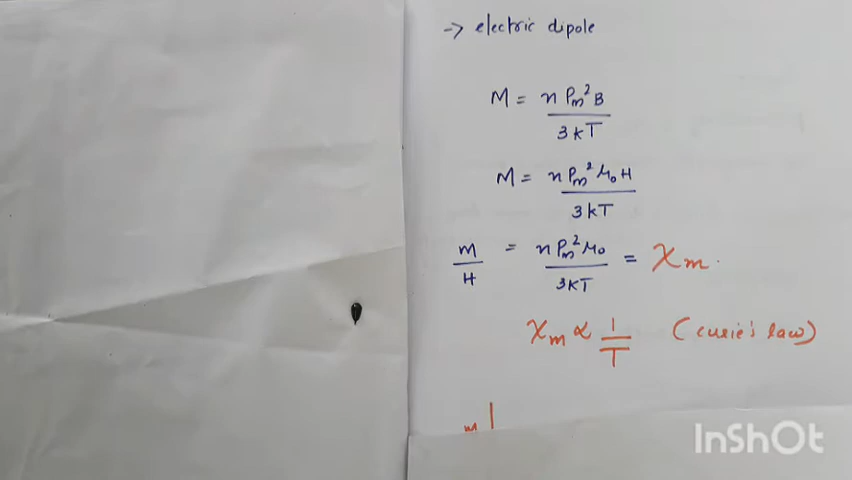 -> electric dipole
M = n Pm² B / 3kT
M = n Pm² μ₀ H / 3kT
m / H = n Pm² μ₀ / 3kT = χm.
χm ∝ 1 / T (curie's law)
m |
InShOt